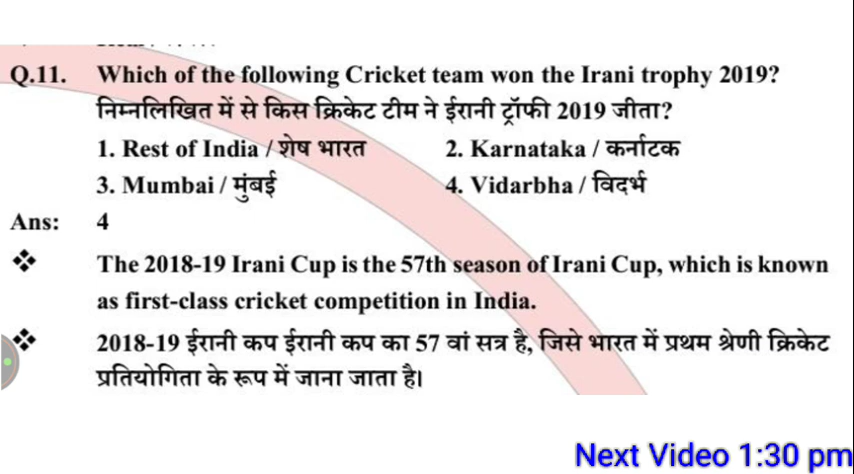 Q.11. Which of the following Cricket team won the Irani trophy 2019?
निम्नलिखित में से किस क्रिकेट टीम ने ईरानी ट्रॉफी 2019 जीता?
1. Rest of India / शेष भारत 2. Karnataka / कर्नाटक
3. Mumbai / मुंबई 4. Vidarbha / विदर्भ
Ans: 4
❖ The 2018-19 Irani Cup is the 57th season of Irani Cup, which is known
as first-class cricket competition in India.
❖ 2018-19 ईरानी कप ईरानी कप का 57 वां सत्र है, जिसे भारत में प्रथम श्रेणी क्रिकेट
प्रतियोगिता के रूप में जाना जाता है।
Next Video 1:30 pm